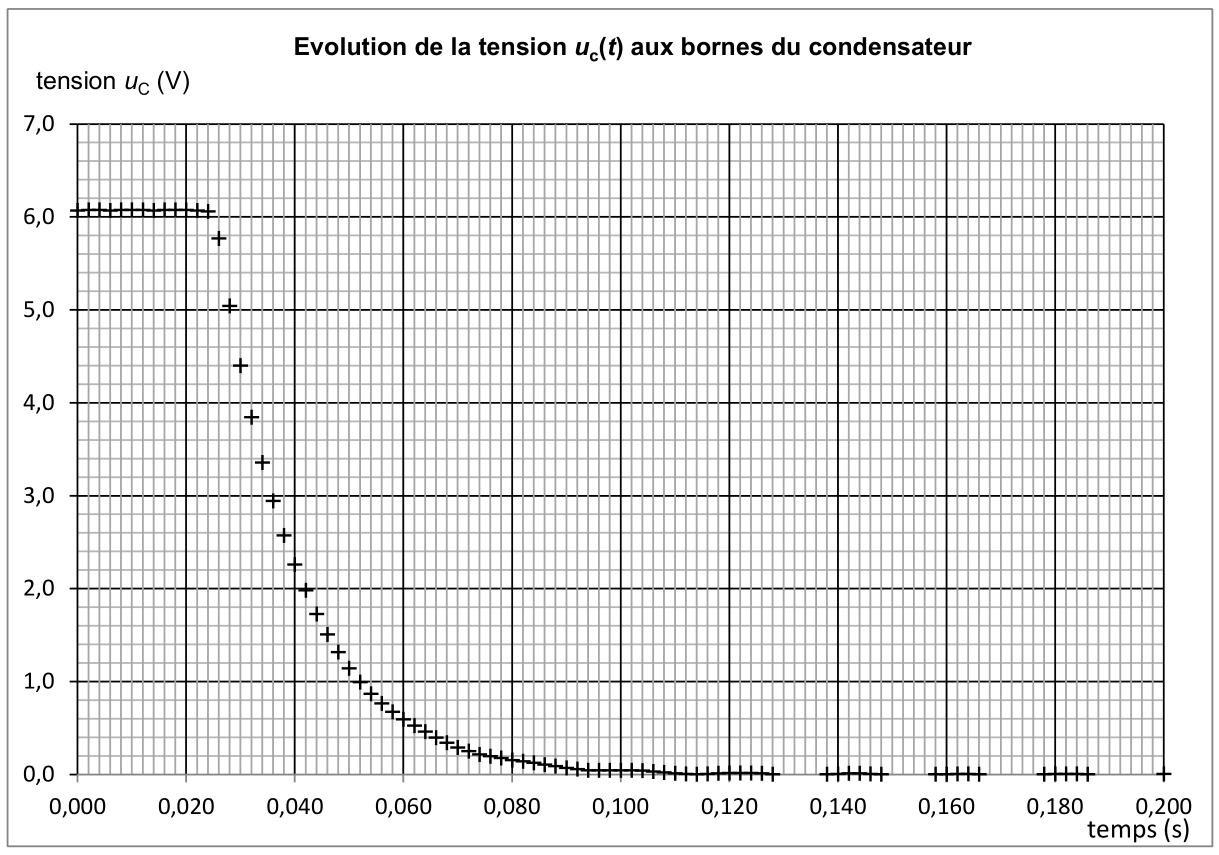 Evolution de la tension uc(t) aux bornes du condensateur
tension uC (V)
7,0
6,0
5,0
4,0
3,0
2,0
1,0
0,0
0,000 0,020 0,040 0,060 0,080 0,100 0,120 0,140 0,160 0,180 0,200
temps (s)